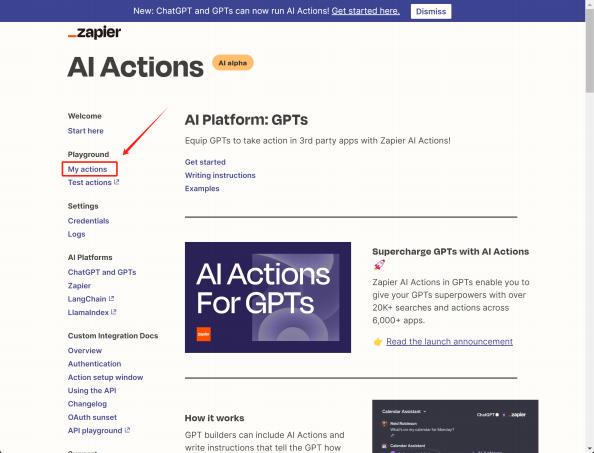 New: ChatGPT and GPTs can now run AI Actions! Get started here. Dismiss
zapier
AI Actions AI alpha
Welcome
Start here
Playground
My actions
Test actions
Settings
Credentials
Logs
AI Platforms
ChatGPT and GPTs
Zapier
LangChain
LlamaIndex
Custom Integration Docs
Overview
Authentication
Action setup window
Using the API
Changelog
OAuth sunset
API playground
AI Platform: GPTs
Equip GPTs to take action in 3rd party apps with Zapier AI Actions!
Get started
Writing instructions
Examples
AI Actions
For GPTs
zapier
Supercharge GPTs with AI Actions
Zapier AI Actions in GPTs enable you to
give your GPTs superpowers with over
20K+ searches and actions across
6,000+ apps.
Read the launch announcement
How it works
GPT builders can include AI Actions and
write instructions that tell the GPT how
Calendar Assistant
ChatGPT x zapier
Reid Robinson
What's on my calendar for Monday?
Calendar Assistant